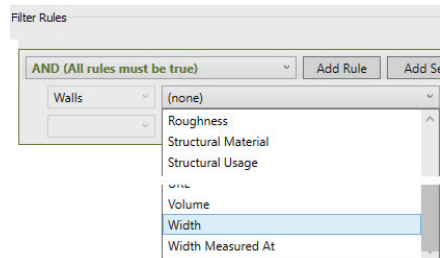 Filter Rules
AND (All rules must be true)
Add Rule
Add Se
Walls
(none)
Roughness
Structural Material
Structural Usage
URL
Volume
Width
Width Measured At